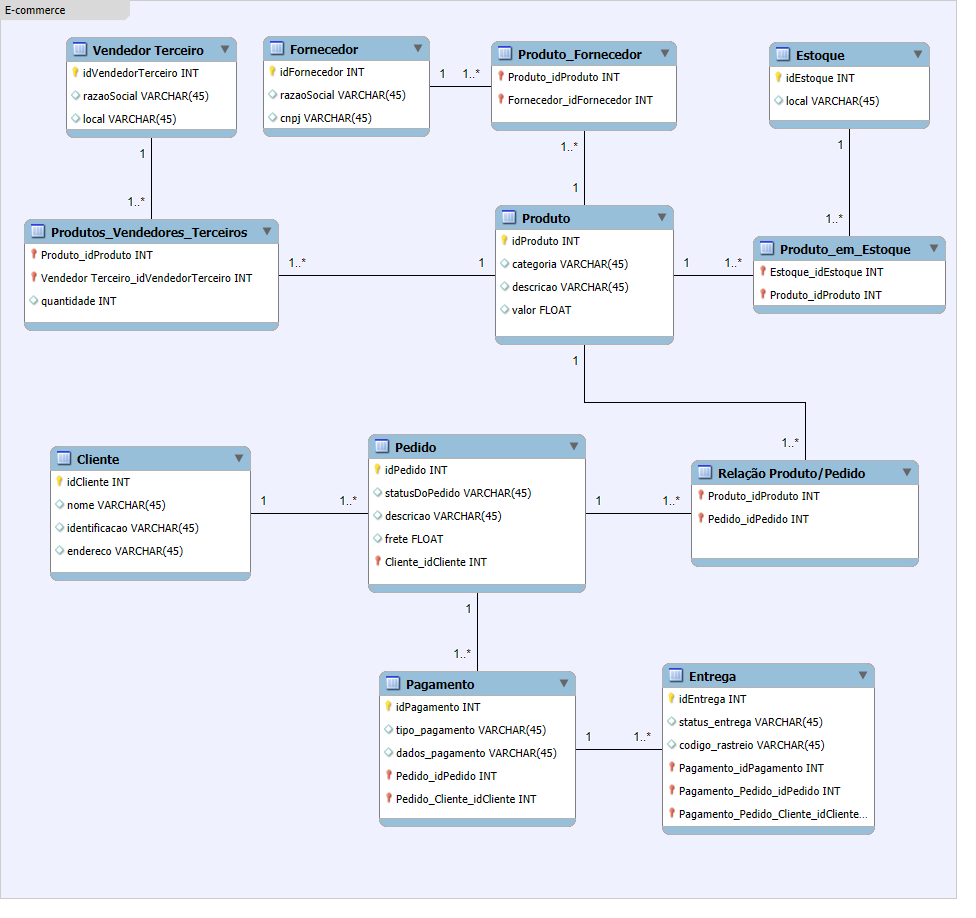 E-commerce
Vendedor Terceiro
idVendedorTerceiro INT
razaoSocial VARCHAR(45)
local VARCHAR(45)
Fornecedor
idFornecedor INT
razaoSocial VARCHAR(45)
cnpj VARCHAR(45)
1 1..*
Produto_Fornecedor
Produto_idProduto INT
Fornecedor_idFornecedor INT
Estoque
idEstoque INT
local VARCHAR(45)
1
1..*
1..*
1
1
1..*
Produtos_Vendedores_Terceiros
Produto_idProduto INT
Vendedor Terceiro_idVendedorTerceiro INT
quantidade INT
1..* 1
Produto
idProduto INT
categoria VARCHAR(45)
descricao VARCHAR(45)
valor FLOAT
1 1..*
Produto_em_Estoque
Estoque_idEstoque INT
Produto_idProduto INT
1
1..*
Cliente
idCliente INT
nome VARCHAR(45)
identificacao VARCHAR(45)
endereco VARCHAR(45)
1 1..*
Pedido
idPedido INT
statusDoPedido VARCHAR(45)
descricao VARCHAR(45)
frete FLOAT
Cliente_idCliente INT
1 1..*
Relação Produto/Pedido
Produto_idProduto INT
Pedido_idPedido INT
1
1..*
Pagamento
idPagamento INT
tipo_pagamento VARCHAR(45)
dados_pagamento VARCHAR(45)
Pedido_idPedido INT
Pedido_Cliente_idCliente INT
1 1..*
Entrega
idEntrega INT
status_entrega VARCHAR(45)
codigo_rastreio VARCHAR(45)
Pagamento_idPagamento INT
Pagamento_Pedido_idPedido INT
Pagamento_Pedido_Cliente_idCliente...